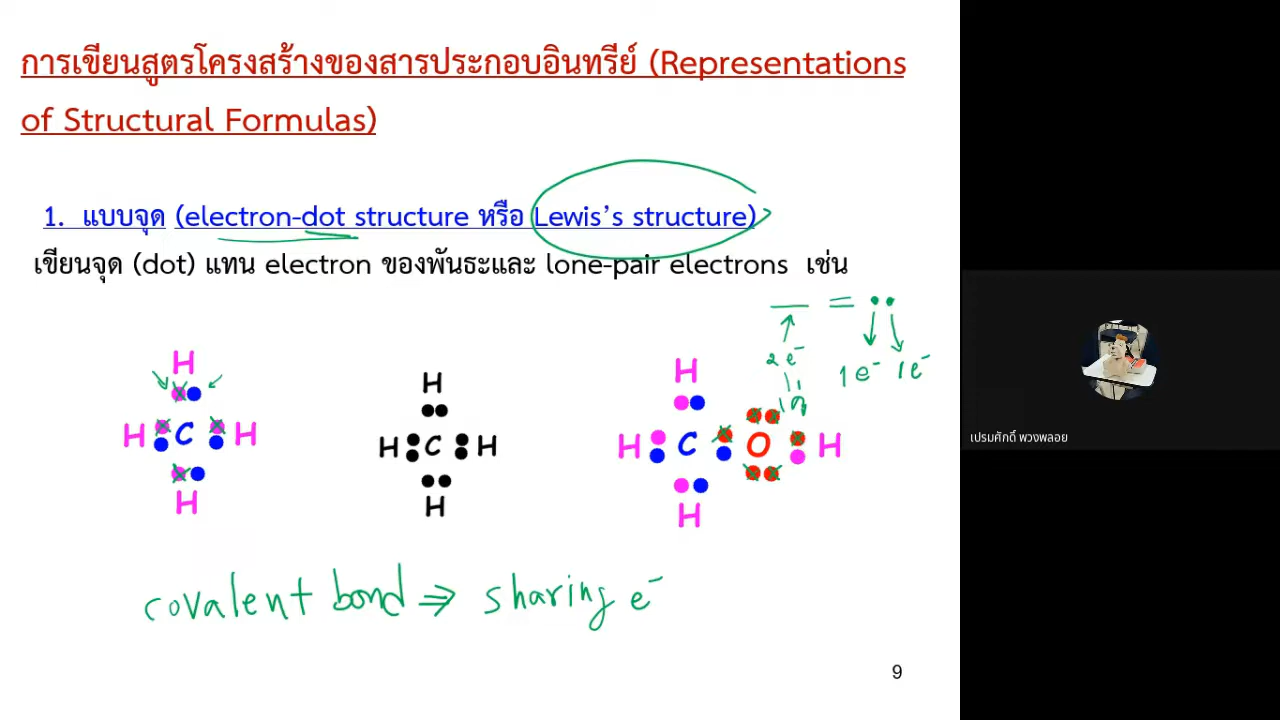 การเขียนสูตรโครงสร้างของสารประกอบอินทรีย์ (Representations
of Structural Formulas)
1. แบบจุด (electron-dot structure หรือ Lewis's structure)
เขียนจุด (dot) แทน electron ของพันธะและ lone-pair electrons เช่น
— = ••
2 e⁻
1 e⁻ 1 e⁻
H
H C H
H
H
H C H
H
H
H C O H
H
covalent bond ⇒ sharing e⁻
9
เปรมศักดิ์ พวงพลอย